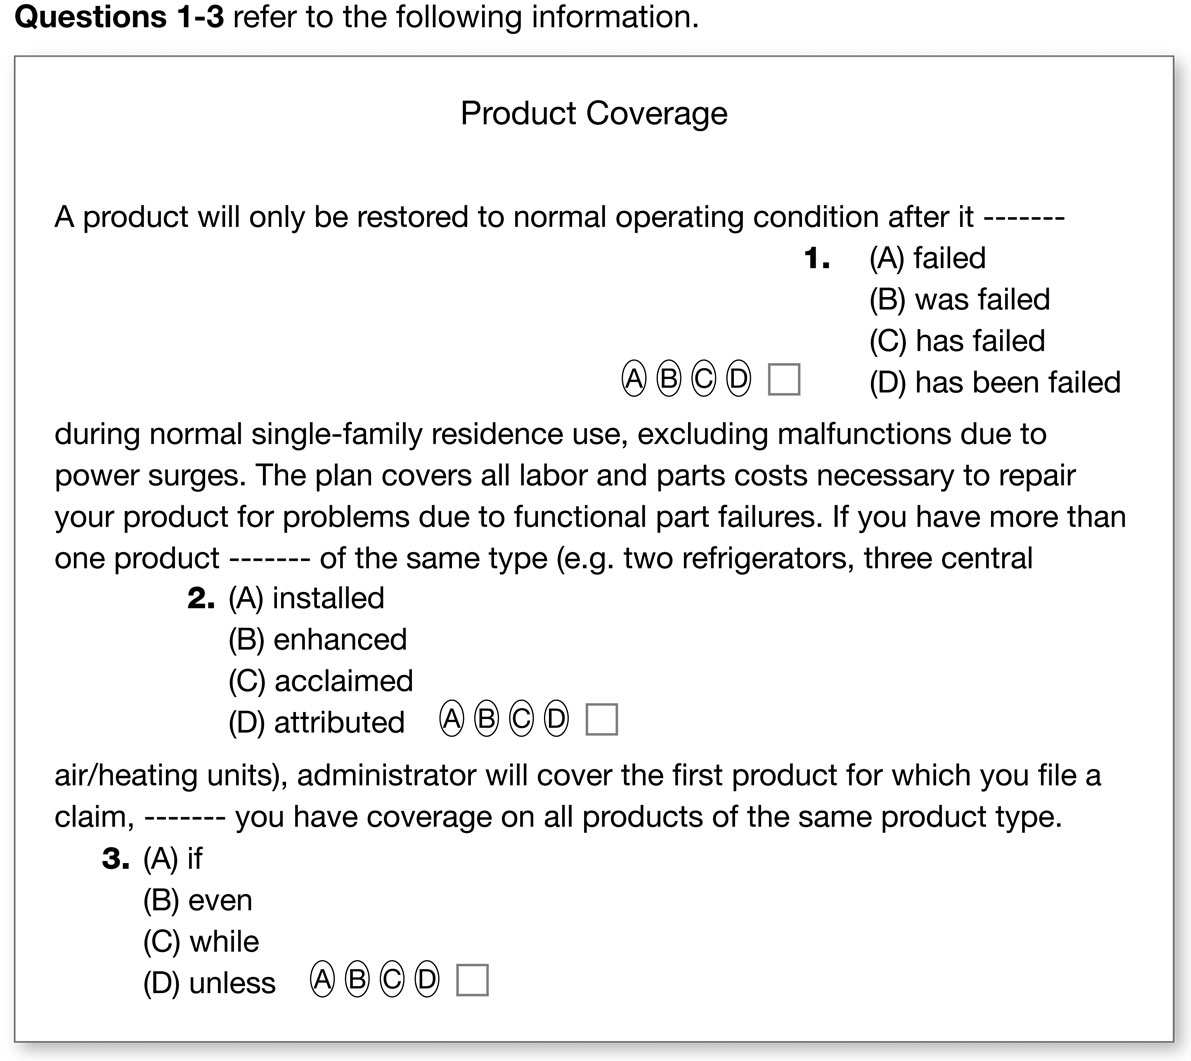 Questions 1-3 refer to the following information.
Product Coverage
A product will only be restored to normal operating condition after it -------
1. (A) failed
(B) was failed
(C) has failed
A B C D (D) has been failed
during normal single-family residence use, excluding malfunctions due to
power surges. The plan covers all labor and parts costs necessary to repair
your product for problems due to functional part failures. If you have more than
one product ------- of the same type (e.g. two refrigerators, three central
2. (A) installed
(B) enhanced
(C) acclaimed
(D) attributed A B C D
air/heating units), administrator will cover the first product for which you file a
claim, ------- you have coverage on all products of the same product type.
3. (A) if
(B) even
(C) while
(D) unless A B C D